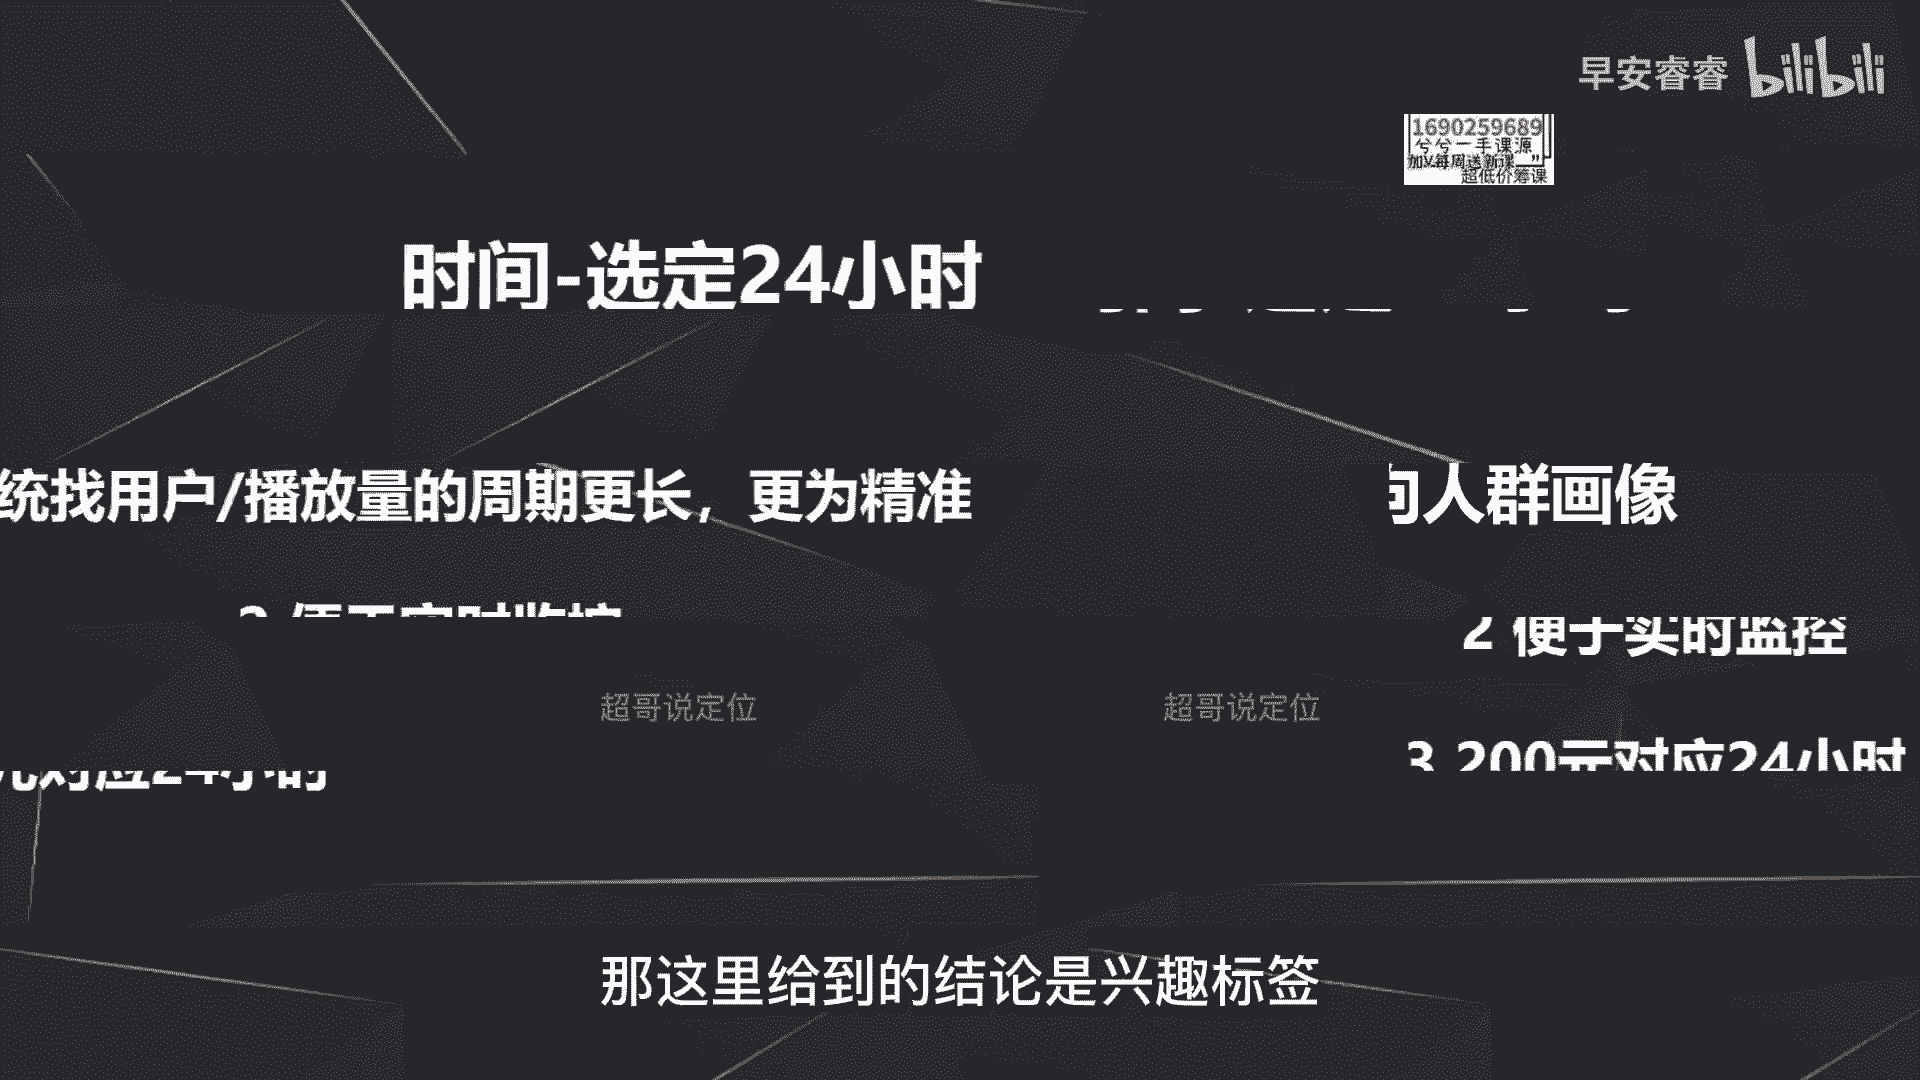 早安睿睿 bilibili
1690259689
兮兮一手课源
加V每周送新课
超低价筹课
时间-选定24小时
统找用户/播放量的周期更长，更为精准
向人群画像
2 便于实时监控
2 便于实时监控
超哥说定位
超哥说定位
元对应24小时
3 200元对应24小时
那这里给到的结论是兴趣标签